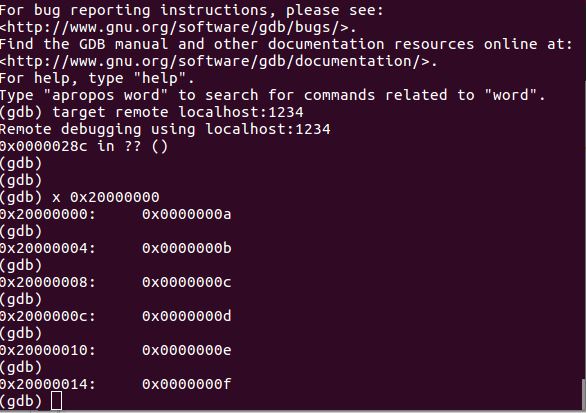 For bug reporting instructions, please see:
<http://www.gnu.org/software/gdb/bugs/>.
Find the GDB manual and other documentation resources online at:
<http://www.gnu.org/software/gdb/documentation/>.
For help, type "help".
Type "apropos word" to search for commands related to "word".
(gdb) target remote localhost:1234
Remote debugging using localhost:1234
0x0000028c in ?? ()
(gdb)
(gdb)
(gdb) x 0x20000000
0x20000000:     0x0000000a
(gdb)
0x20000004:     0x0000000b
(gdb)
0x20000008:     0x0000000c
(gdb)
0x2000000c:     0x0000000d
(gdb)
0x20000010:     0x0000000e
(gdb)
0x20000014:     0x0000000f
(gdb)